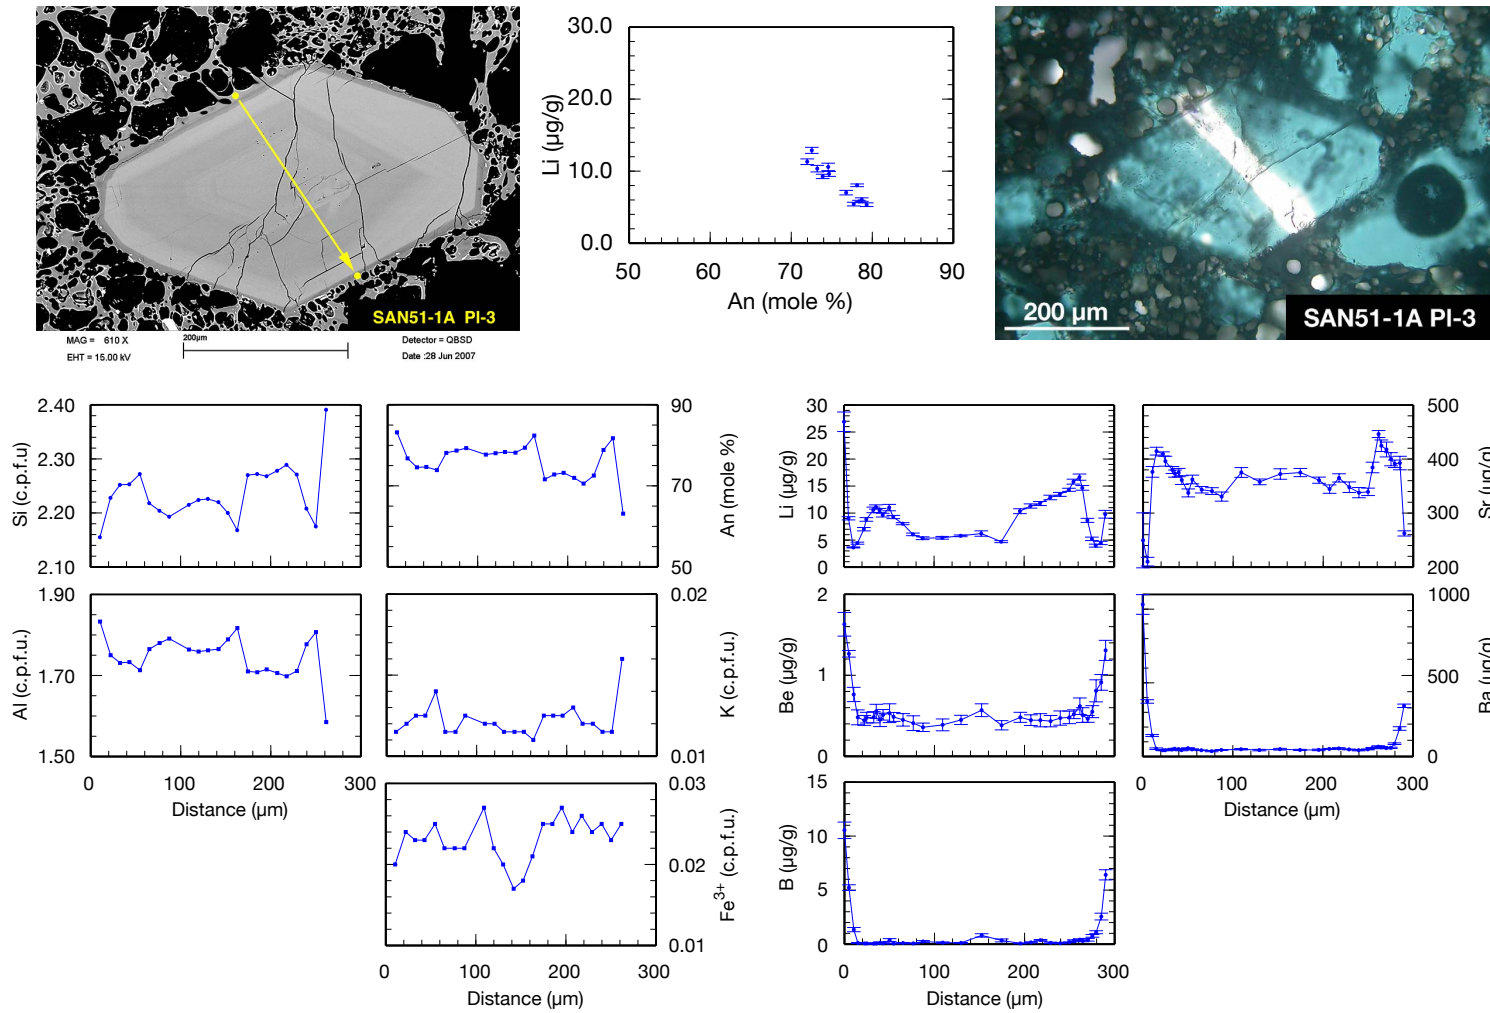 SAN51-1A PI-3
MAG = 610 X
200µm
Detector = QBSD
EHT = 15.00 kV
Date :28 Jun 2007
30.0
20.0
10.0
0.0
Li (µg/g)
50 60 70 80 90
An (mole %)
200 µm
SAN51-1A PI-3
2.40
2.30
2.20
2.10
Si (c.p.f.u)
90
70
50
An (mole %)
30
25
20
15
10
5
0
Li (µg/g)
500
400
300
200
Sr (µg/g)
1.90
1.70
1.50
Al (c.p.f.u.)
0 100 200 300
Distance (µm)
0.02
0.01
K (c.p.f.u.)
2
1
0
Be (µg/g)
1000
500
0
Ba (µg/g)
0 100 200 300
Distance (µm)
0.03
0.02
0.01
Fe3+ (c.p.f.u.)
0 100 200 300
Distance (µm)
15
10
5
0
B (µg/g)
0 100 200 300
Distance (µm)